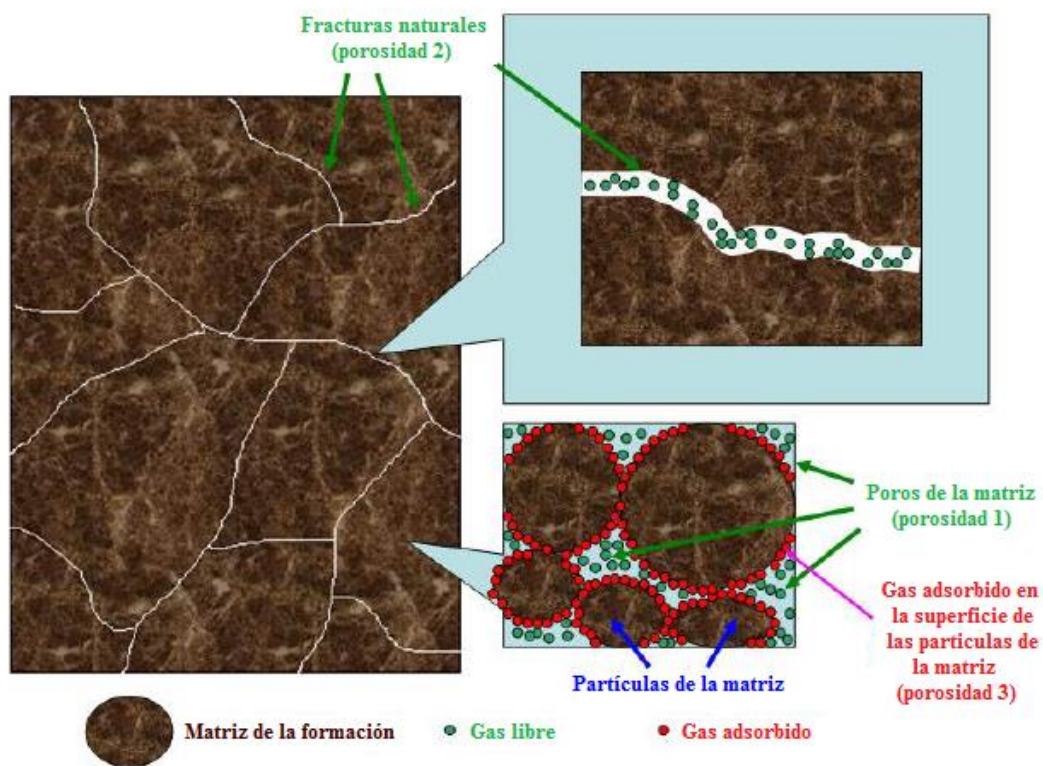 Fracturas naturales
(porosidad 2)
Poros de la matriz
(porosidad 1)
Gas adsorbido en
la superficie de
las particulas de
la matriz
(porosidad 3)
Partículas de la matriz
Matriz de la formación
Gas libre
Gas adsorbido